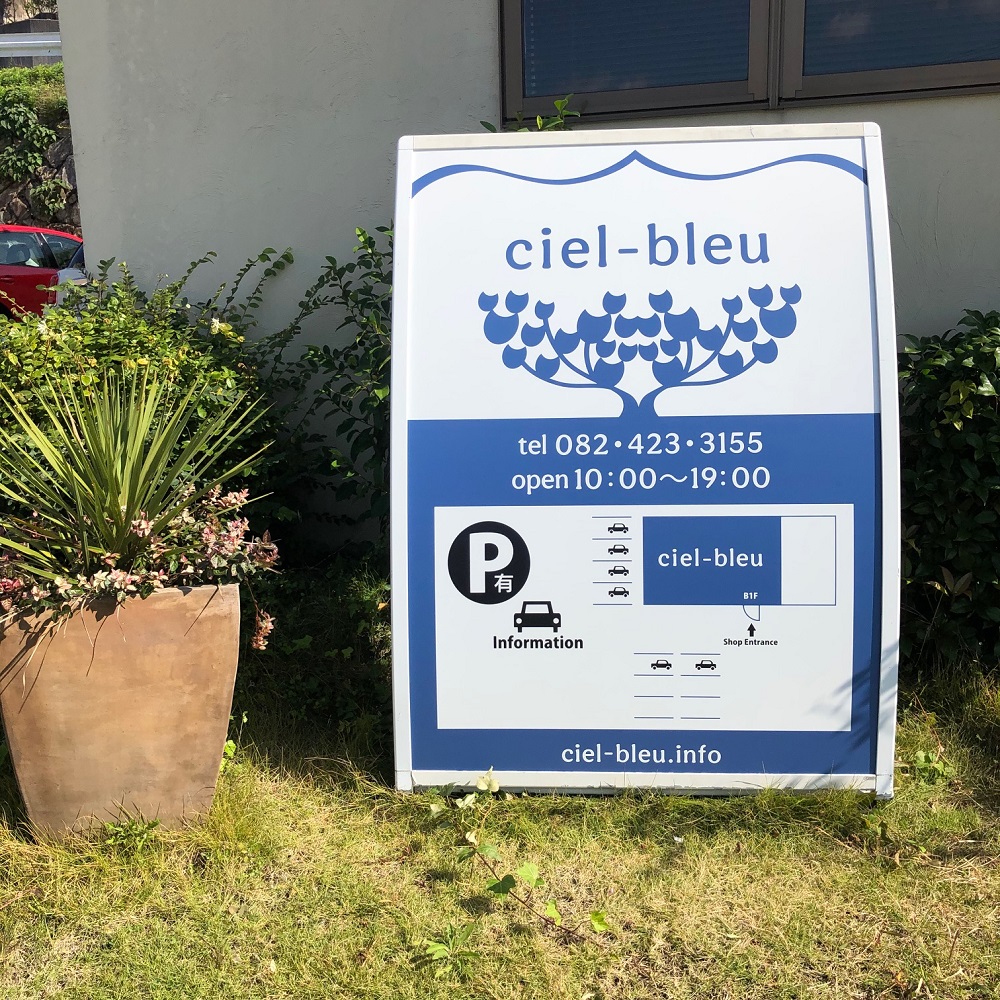 ciel-bleu
tel 082・423・3155
open 10:00〜19:00
P有
Information
ciel-bleu
B1F
Shop Entrance
ciel-bleu.info